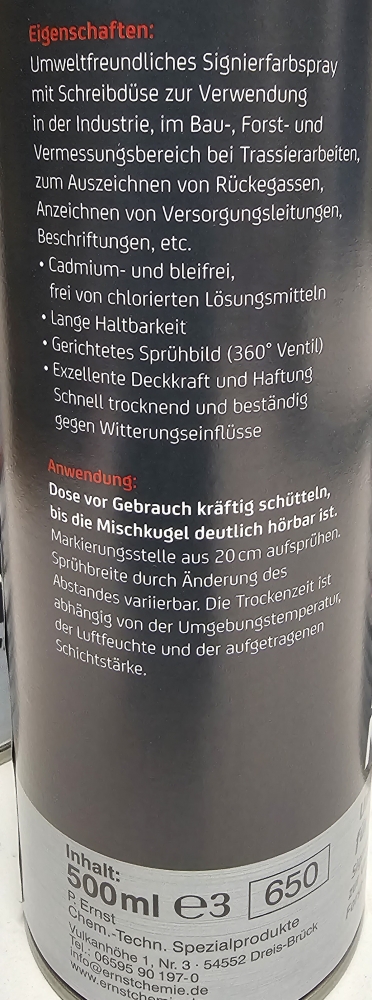 Eigenschaften:
Umweltfreundliches Signierfarbspray
mit Schreibdüse zur Verwendung
in der Industrie, im Bau-, Forst- und
Vermessungsbereich bei Trassierarbeiten,
zum Auszeichnen von Rückegassen,
Anzeichnen von Versorgungsleitungen,
Beschriftungen, etc.
• Cadmium- und bleifrei,
frei von chlorierten Lösungsmitteln
• Lange Haltbarkeit
• Gerichtetes Sprühbild (360° Ventil)
• Exzellente Deckkraft und Haftung
Schnell trocknend und beständig
gegen Witterungseinflüsse
Anwendung:
Dose vor Gebrauch kräftig schütteln,
bis die Mischkugel deutlich hörbar ist.
Markierungsstelle aus 20 cm aufsprühen.
Sprühbreite durch Änderung des
Abstandes variierbar. Die Trockenzeit ist
abhängig von der Umgebungstemperatur,
der Luftfeuchte und der aufgetragenen
Schichtstärke.
Inhalt:
500ml e3 650
P. Ernst
Chem.-Techn. Spezialprodukte
Vulkanhöhe 1, Nr. 3 · 54552 Dreis-Brück
Tel.: 06595 90 197-0
info@ernstchemie
www.ernstchemie